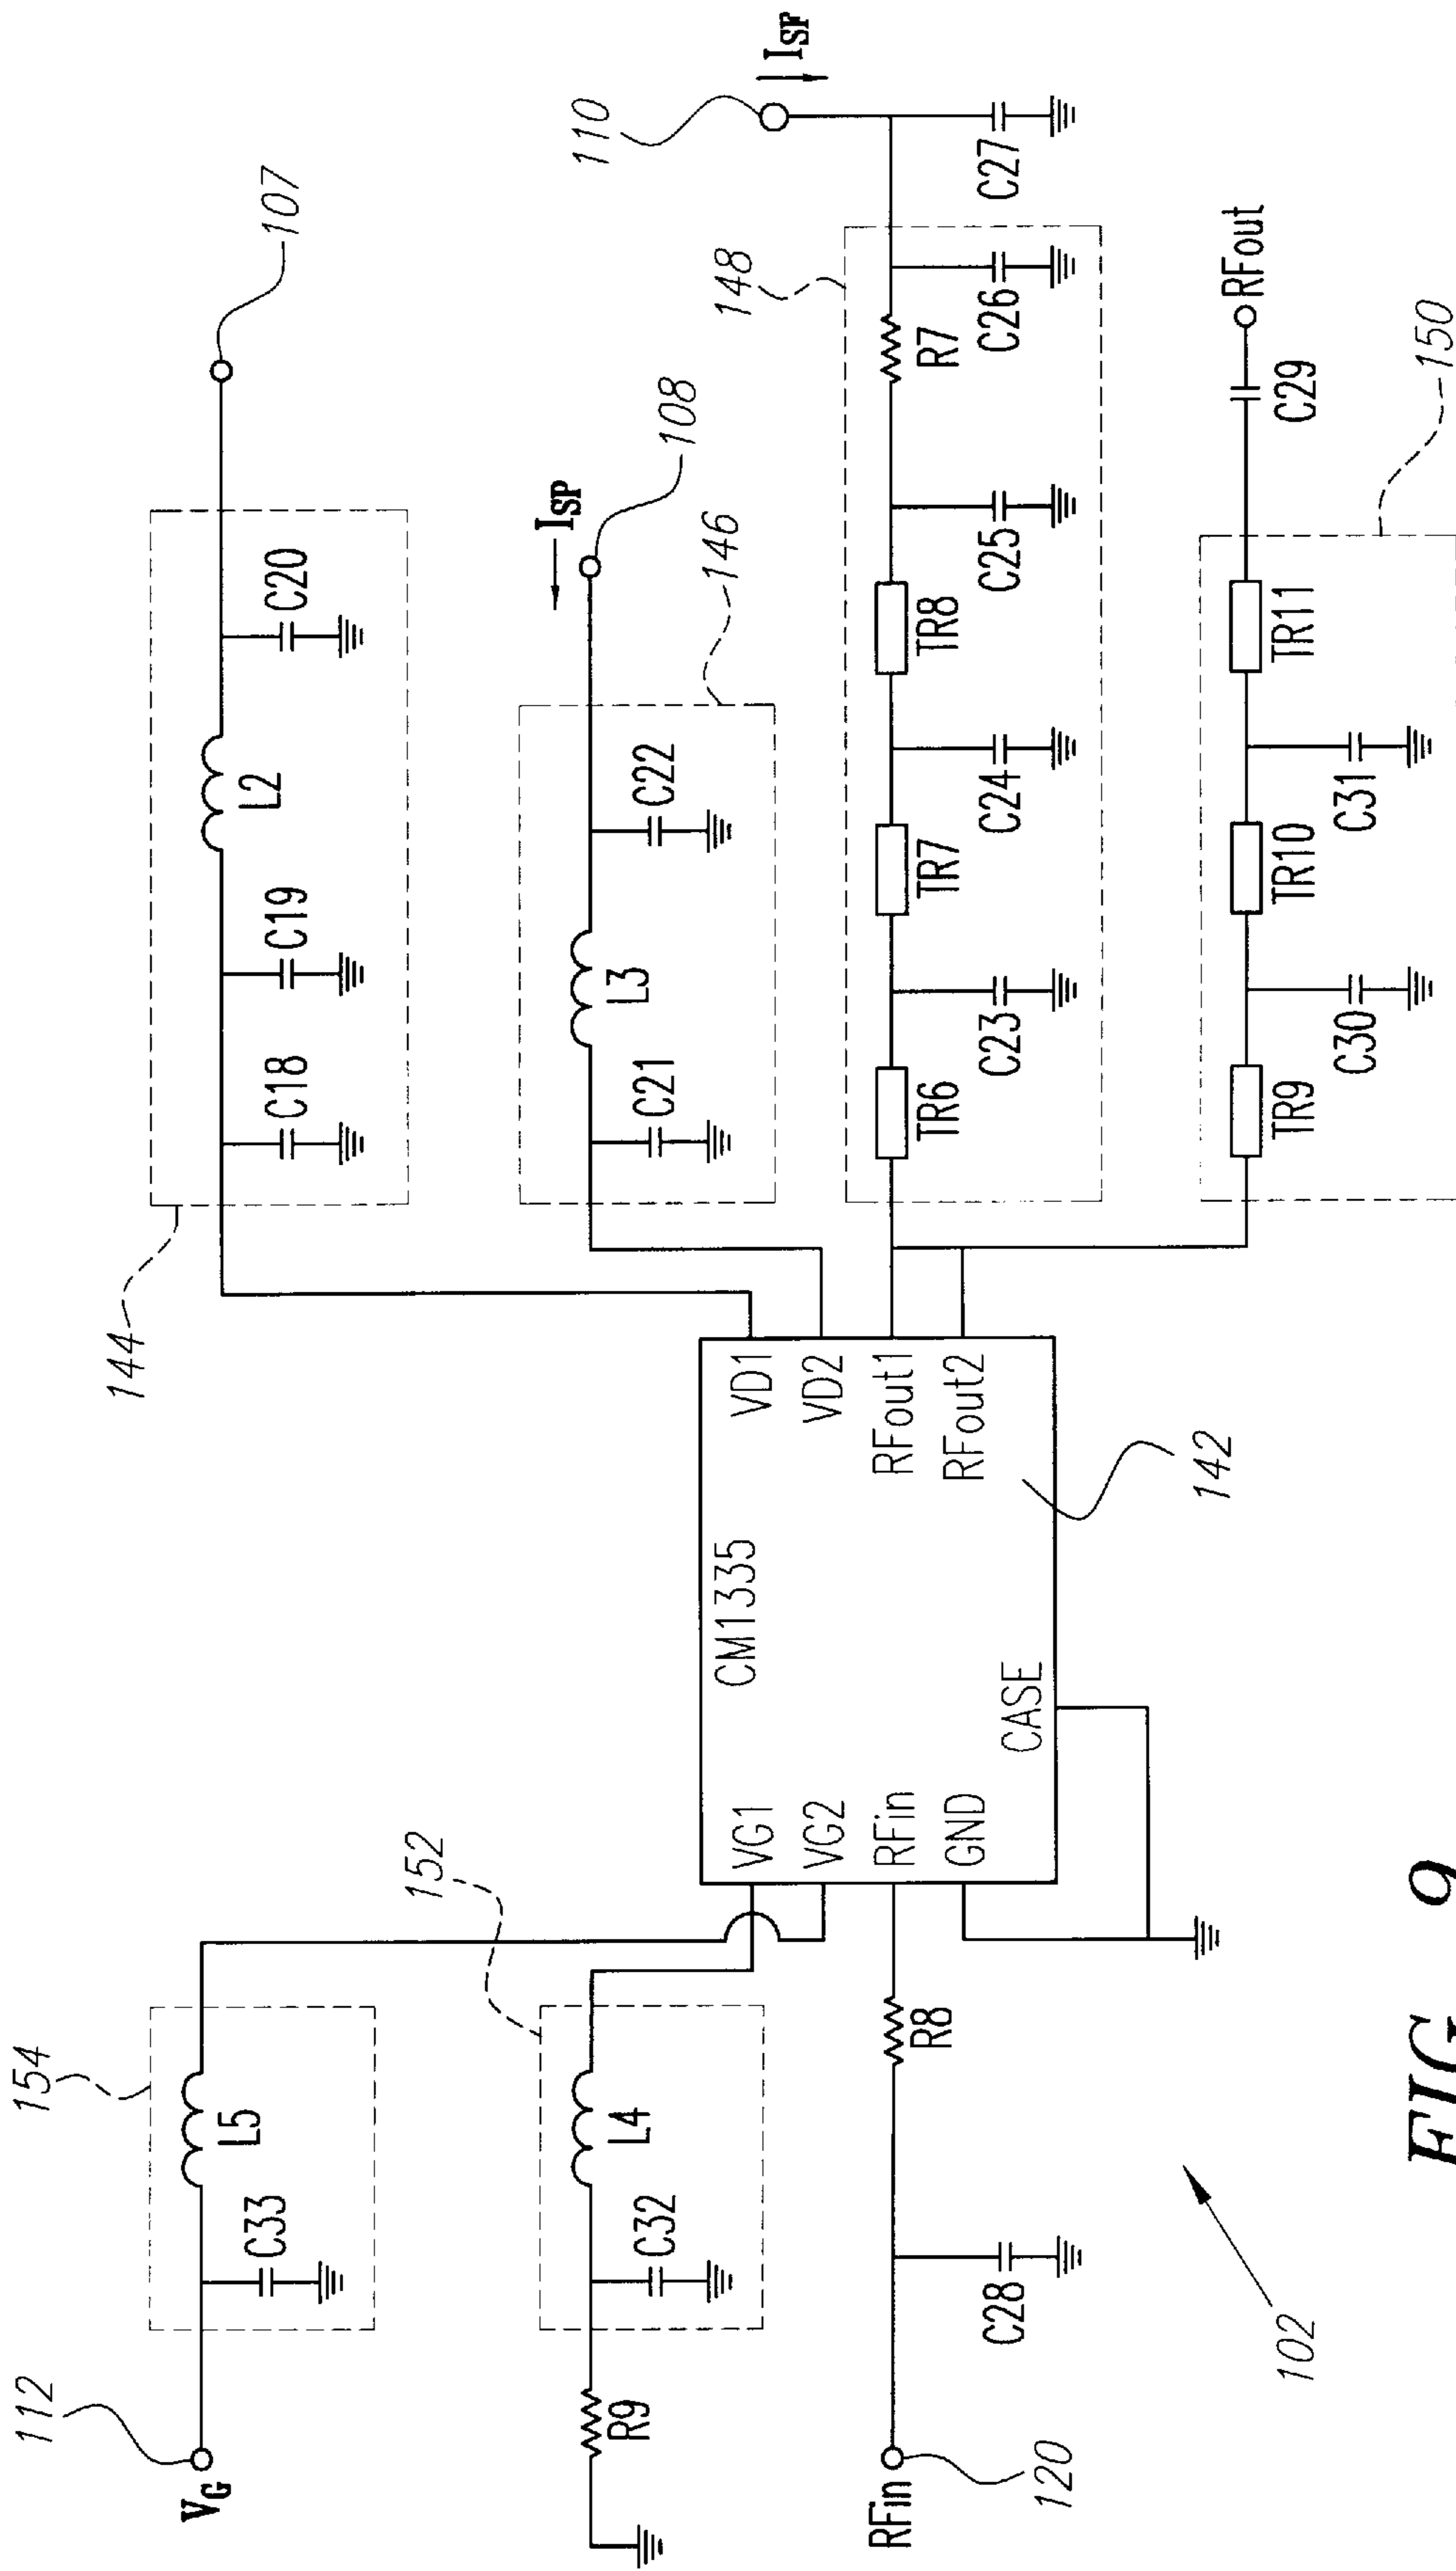 154
L5
C33
112
VG
152
L4
C32
R9
RFin
120
C28
R8
102
CM1335
VG1
VG2
RFin
GND
CASE
VD1
VD2
RFout1
RFout2
142
144
C18
C19
L2
C20
107
C21
L3
C22
ISP
108
146
148
TR6
C23
TR7
C24
TR8
C25
R7
C26
C27
110
ISF
TR9
C30
TR10
C31
TR11
C29
RFout
150
FIG. 9